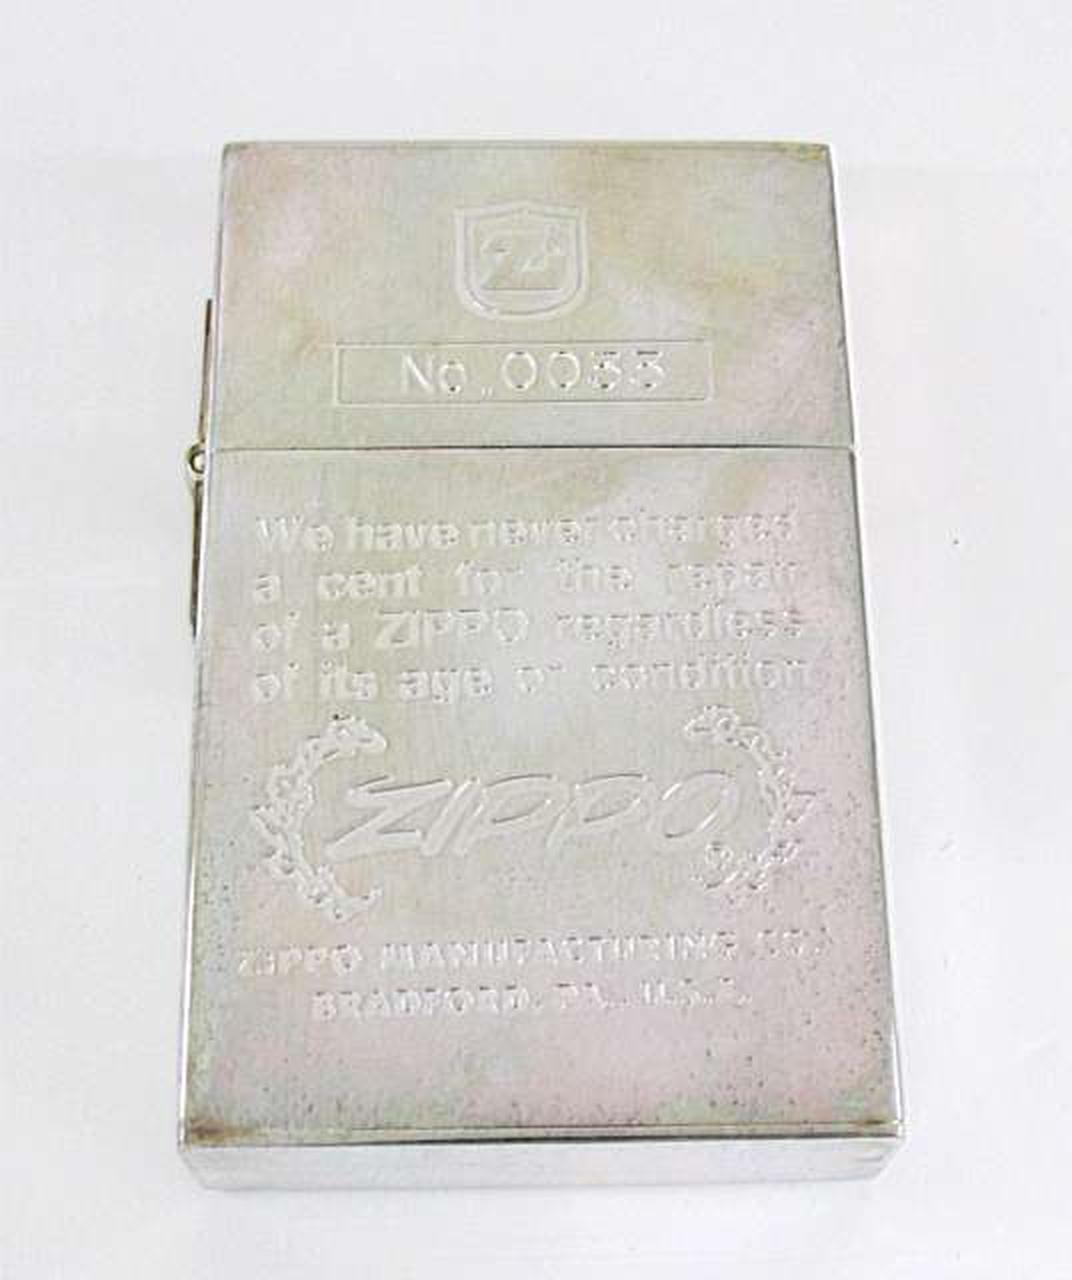 Z
No. 0033
We have never charged
a cent for the repair
of a ZIPPO regardless
of its age or condition
ZIPPO
ZIPPO MANUFACTURING CO.
BRADFORD, PA., U.S.A.